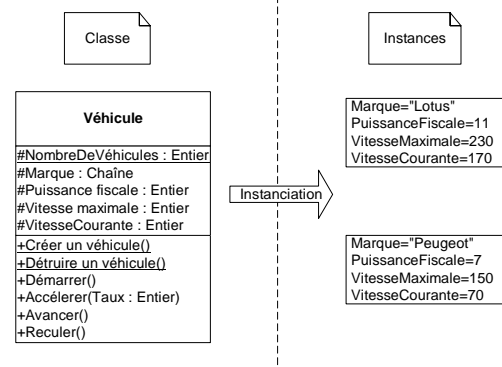 Classe
Instances
Véhicule
#NombreDeVéhicules : Entier
#Marque : Chaîne
#Puissance fiscale : Entier
#Vitesse maximale : Entier
#VitesseCourante : Entier
+Créer un véhicule()
+Détruire un véhicule()
+Démarrer()
+Accélerer(Taux : Entier)
+Avancer()
+Reculer()
Instanciation
Marque="Lotus"
PuissanceFiscale=11
VitesseMaximale=230
VitesseCourante=170
Marque="Peugeot"
PuissanceFiscale=7
VitesseMaximale=150
VitesseCourante=70